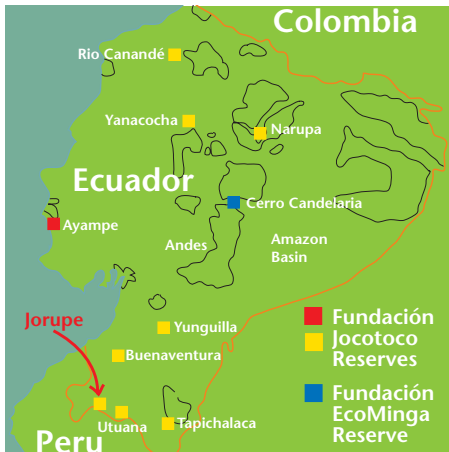 Colombia
Rio Canandé
Yanacocha
Narupa
Ecuador
Cerro Candelaria
Ayampe
Andes
Amazon
Basin
Jorupe
Yunguilla
Buenaventura
Utuana
Tapichalaca
Peru
Fundación
Jocotoco
Reserves
Fundación
EcoMinga
Reserve